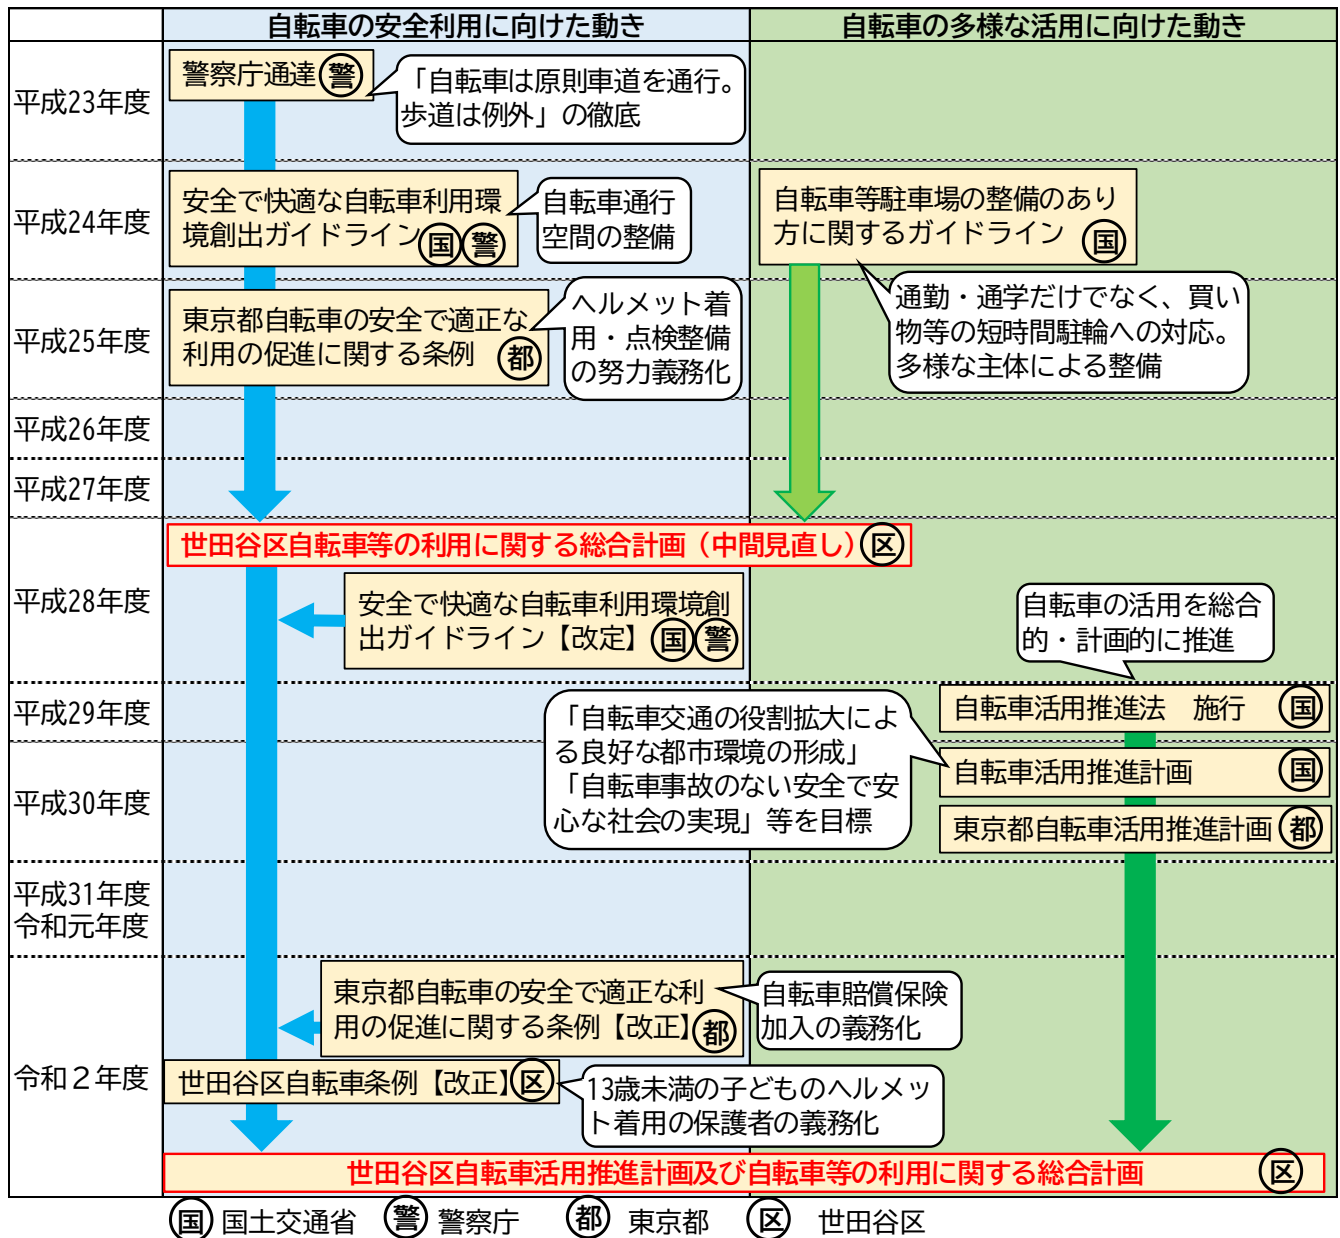 自転車の安全利用に向けた動き
自転車の多様な活用に向けた動き
平成23年度
警察庁通達 警
「自転車は原則車道を通行。
歩道は例外」の徹底
平成24年度
安全で快適な自転車利用環
境創出ガイドライン 国 警
自転車通行
空間の整備
自転車等駐車場の整備のあり
方に関するガイドライン 国
平成25年度
東京都自転車の安全で適正な
利用の促進に関する条例 都
ヘルメット着
用・点検整備
の努力義務化
通勤・通学だけでなく、買い
物等の短時間駐輪への対応。
多様な主体による整備
平成26年度
平成27年度
世田谷区自転車等の利用に関する総合計画（中間見直し） 区
平成28年度
安全で快適な自転車利用環境創
出ガイドライン【改定】 国 警
自転車の活用を総合
的・計画的に推進
平成29年度
自転車活用推進法　施行 国
「自転車交通の役割拡大によ
る良好な都市環境の形成」
「自転車事故のない安全で安
心な社会の実現」等を目標
平成30年度
自転車活用推進計画 国
東京都自転車活用推進計画 都
平成31年度
令和元年度
令和２年度
東京都自転車の安全で適正な利
用の促進に関する条例【改正】 都
自転車賠償保険
加入の義務化
世田谷区自転車条例【改正】 区
13歳未満の子どものヘルメッ
ト着用の保護者の義務化
世田谷区自転車活用推進計画及び自転車等の利用に関する総合計画 区
国 国土交通省 警 警察庁 都 東京都 区 世田谷区